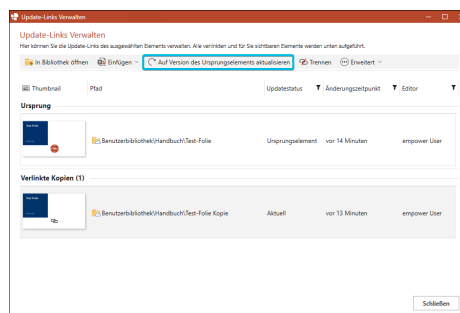 Update-Links Verwalten
Update-Links Verwalten
Hier können Sie die Update-Links des ausgewählten Elements verwalten. Alle verlinkten und für Sie sichtbaren Elemente werden unten aufgeführt.
In Bibliothek öffnen Einfügen Auf Version des Ursprungselements aktualisieren Trennen Erweitert
Thumbnail Pfad Updatestatus Änderungszeitpunkt Editor
Ursprung
Test-Folie
Benutzerbibliothek\Handbuch\Test-Folie Ursprungselement vor 14 Minuten empower User
Verlinkte Kopien (1)
Test-Folie
Benutzerbibliothek\Handbuch\Test-Folie Kopie Aktuell vor 13 Minuten empower User
Schließen